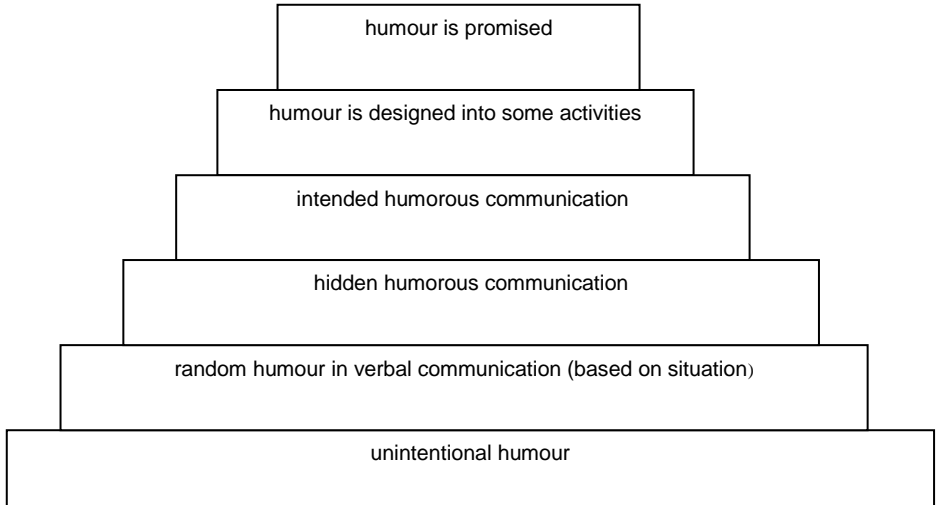 humour is promised
humour is designed into some activities
intended humorous communication
hidden humorous communication
random humour in verbal communication (based on situation)
unintentional humour